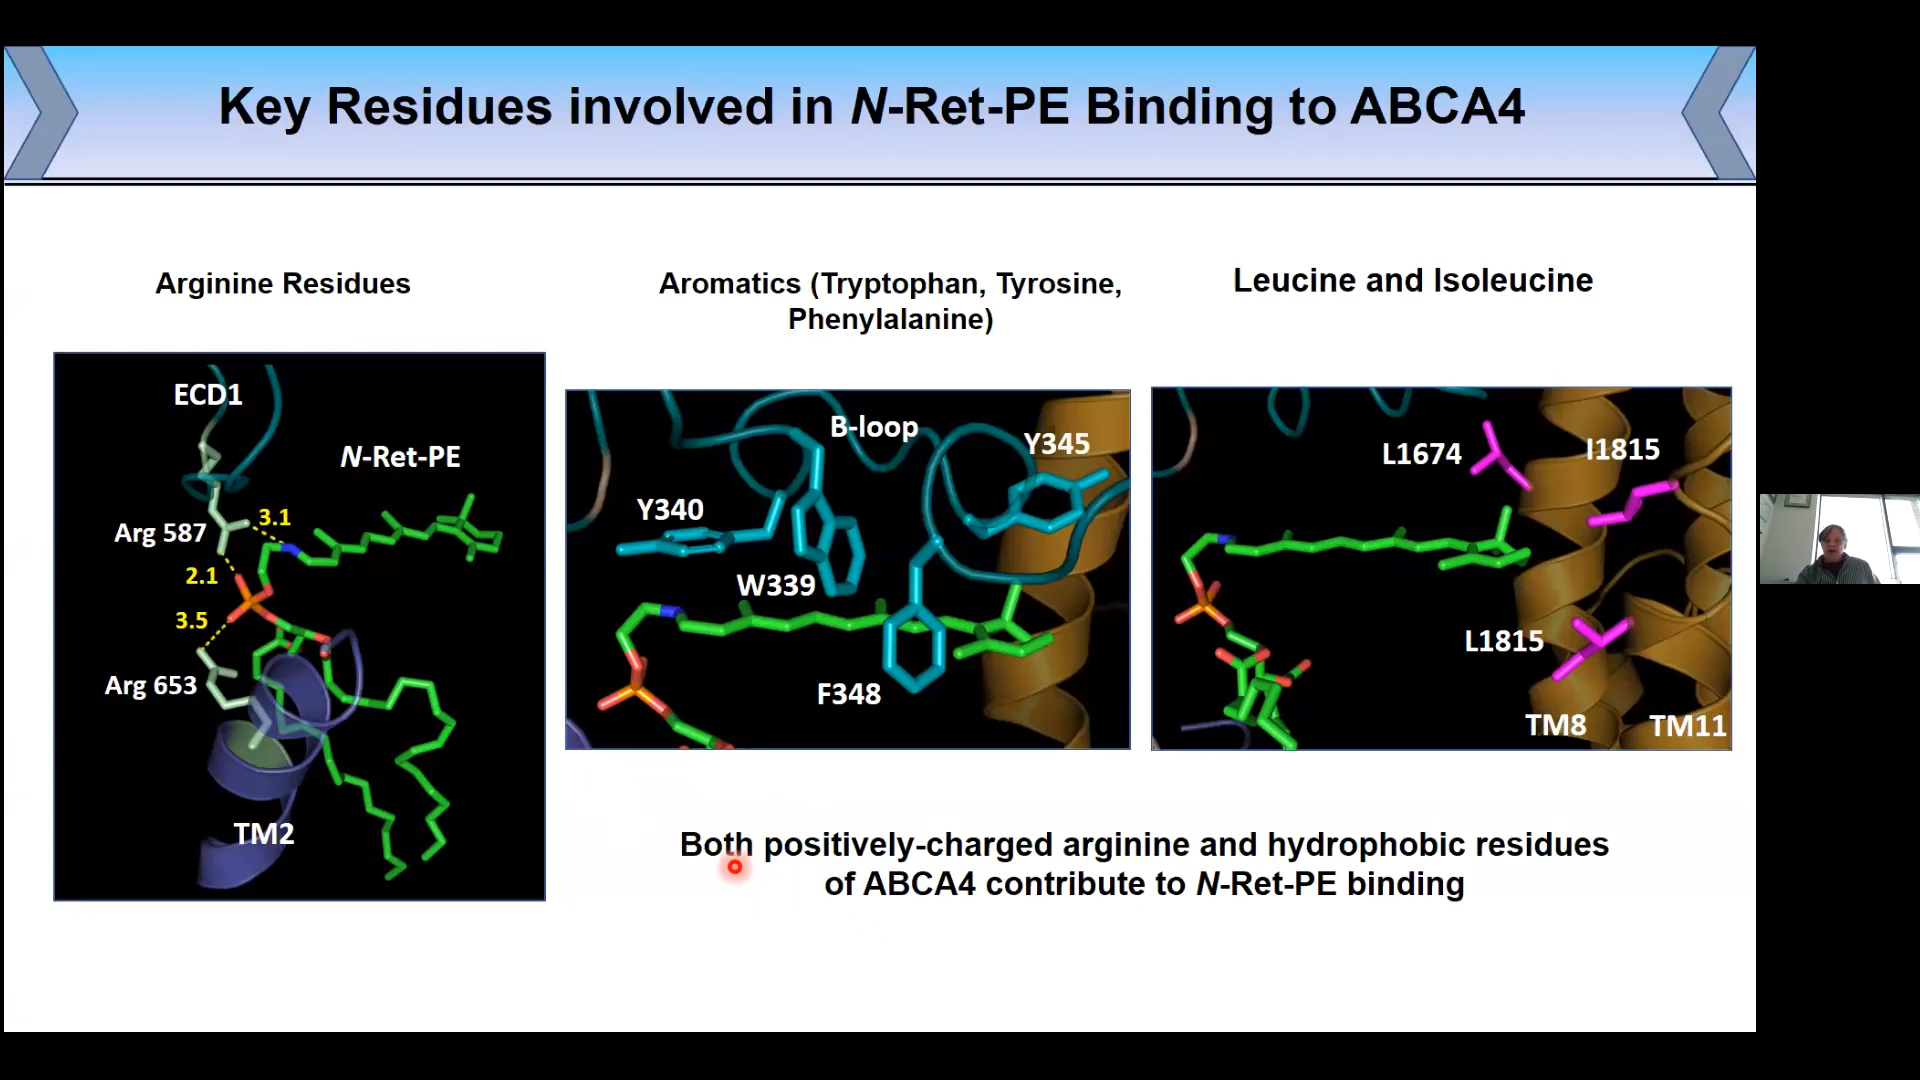 Key Residues involved in N-Ret-PE Binding to ABCA4
Arginine Residues
Aromatics (Tryptophan, Tyrosine,
Phenylalanine)
Leucine and Isoleucine
ECD1
N-Ret-PE
Arg 587
3.1
2.1
3.5
Arg 653
TM2
B-loop
Y345
Y340
W339
F348
L1674
I1815
L1815
TM8
TM11
Both positively-charged arginine and hydrophobic residues
of ABCA4 contribute to N-Ret-PE binding